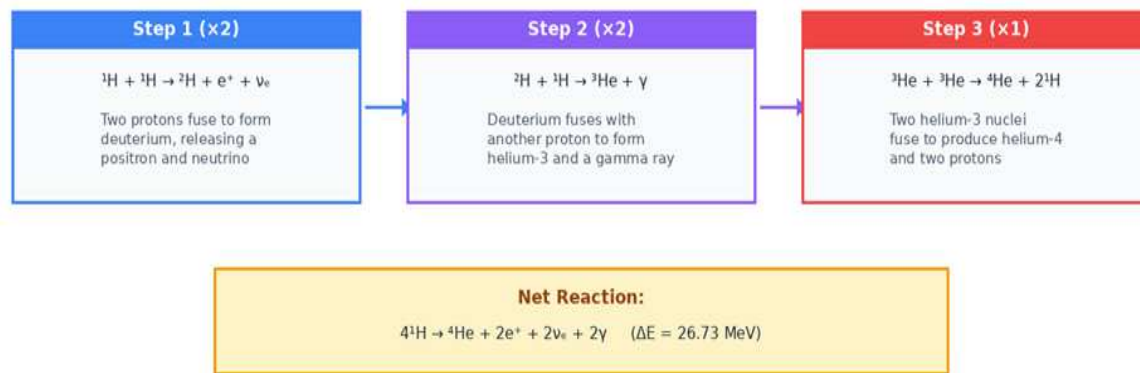 Step 1 (×2)
¹H + ¹H → ²H + e⁺ + νₑ
Two protons fuse to form
deuterium, releasing a
positron and neutrino
Step 2 (×2)
²H + ¹H → ³He + γ
Deuterium fuses with
another proton to form
helium-3 and a gamma ray
Step 3 (×1)
³He + ³He → ⁴He + 2¹H
Two helium-3 nuclei
fuse to produce helium-4
and two protons
Net Reaction:
4¹H → ⁴He + 2e⁺ + 2νₑ + 2γ (ΔE = 26.73 MeV)